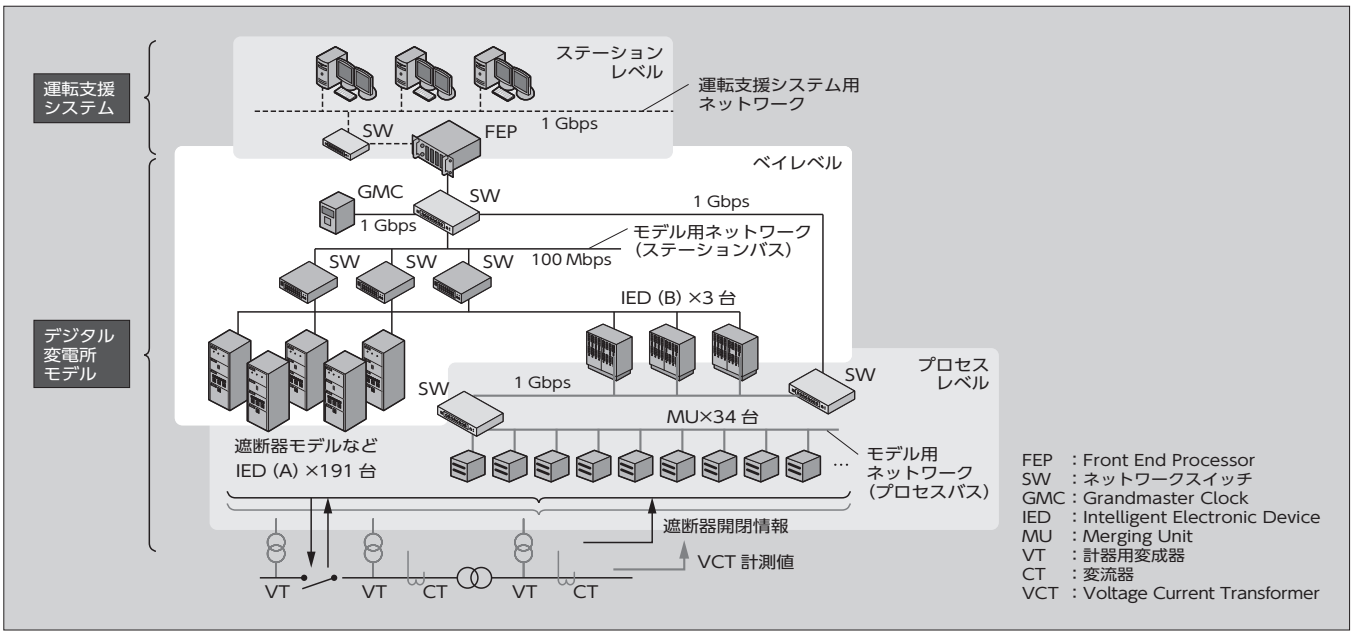 運転支援
システム
ステーション
レベル
運転支援システム用
ネットワーク
1 Gbps
SW
FEP
ベイレベル
GMC
SW
1 Gbps
1 Gbps
モデル用ネットワーク
(ステーションバス)
SW
SW
SW
100 Mbps
IED (B) ×3 台
デジタル
変電所
モデル
プロセス
レベル
SW
1 Gbps
SW
MU×34 台
遮断器モデルなど
IED (A) ×191 台
…
モデル用
ネットワーク
(プロセスバス)
遮断器開閉情報
VCT 計測値
VT
VT
CT
VT
CT
FEP : Front End Processor
SW : ネットワークスイッチ
GMC : Grandmaster Clock
IED : Intelligent Electronic Device
MU : Merging Unit
VT : 計器用変成器
CT : 変流器
VCT : Voltage Current Transformer